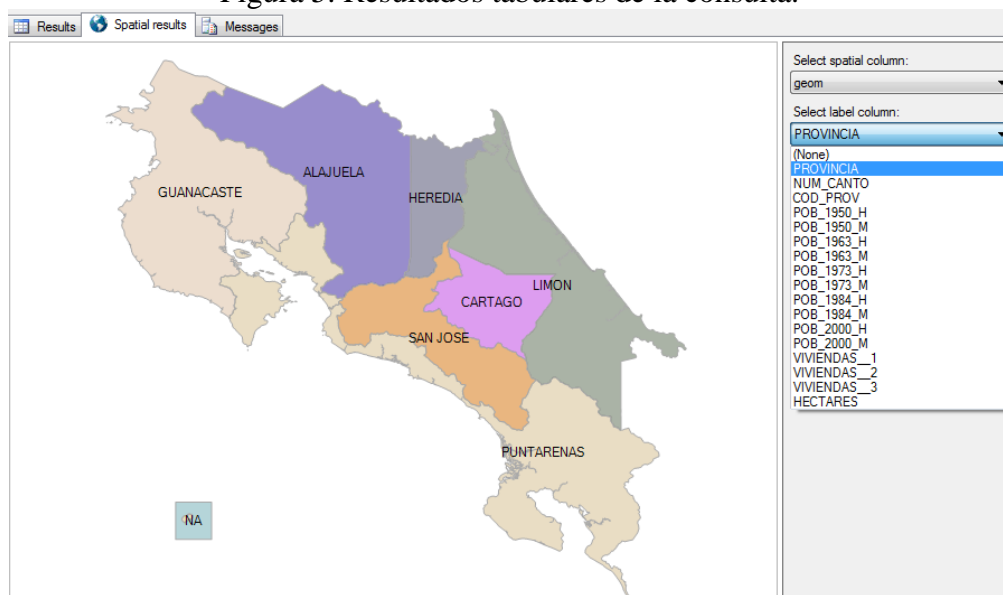 Figura 3. Resultados tabulares de la consulta.
Results
Spatial results
Messages
GUANACASTE
ALAJUELA
HEREDIA
LIMON
CARTAGO
SAN JOSE
PUNTARENAS
NA
Select spatial column:
geom
Select label column:
PROVINCIA
(None)
PROVINCIA
NUM_CANTO
COD_PROV
POB_1950_H
POB_1950_M
POB_1963_H
POB_1963_M
POB_1973_H
POB_1973_M
POB_1984_H
POB_1984_M
POB_2000_H
POB_2000_M
VIVIENDAS__1
VIVIENDAS__2
VIVIENDAS__3
HECTARES